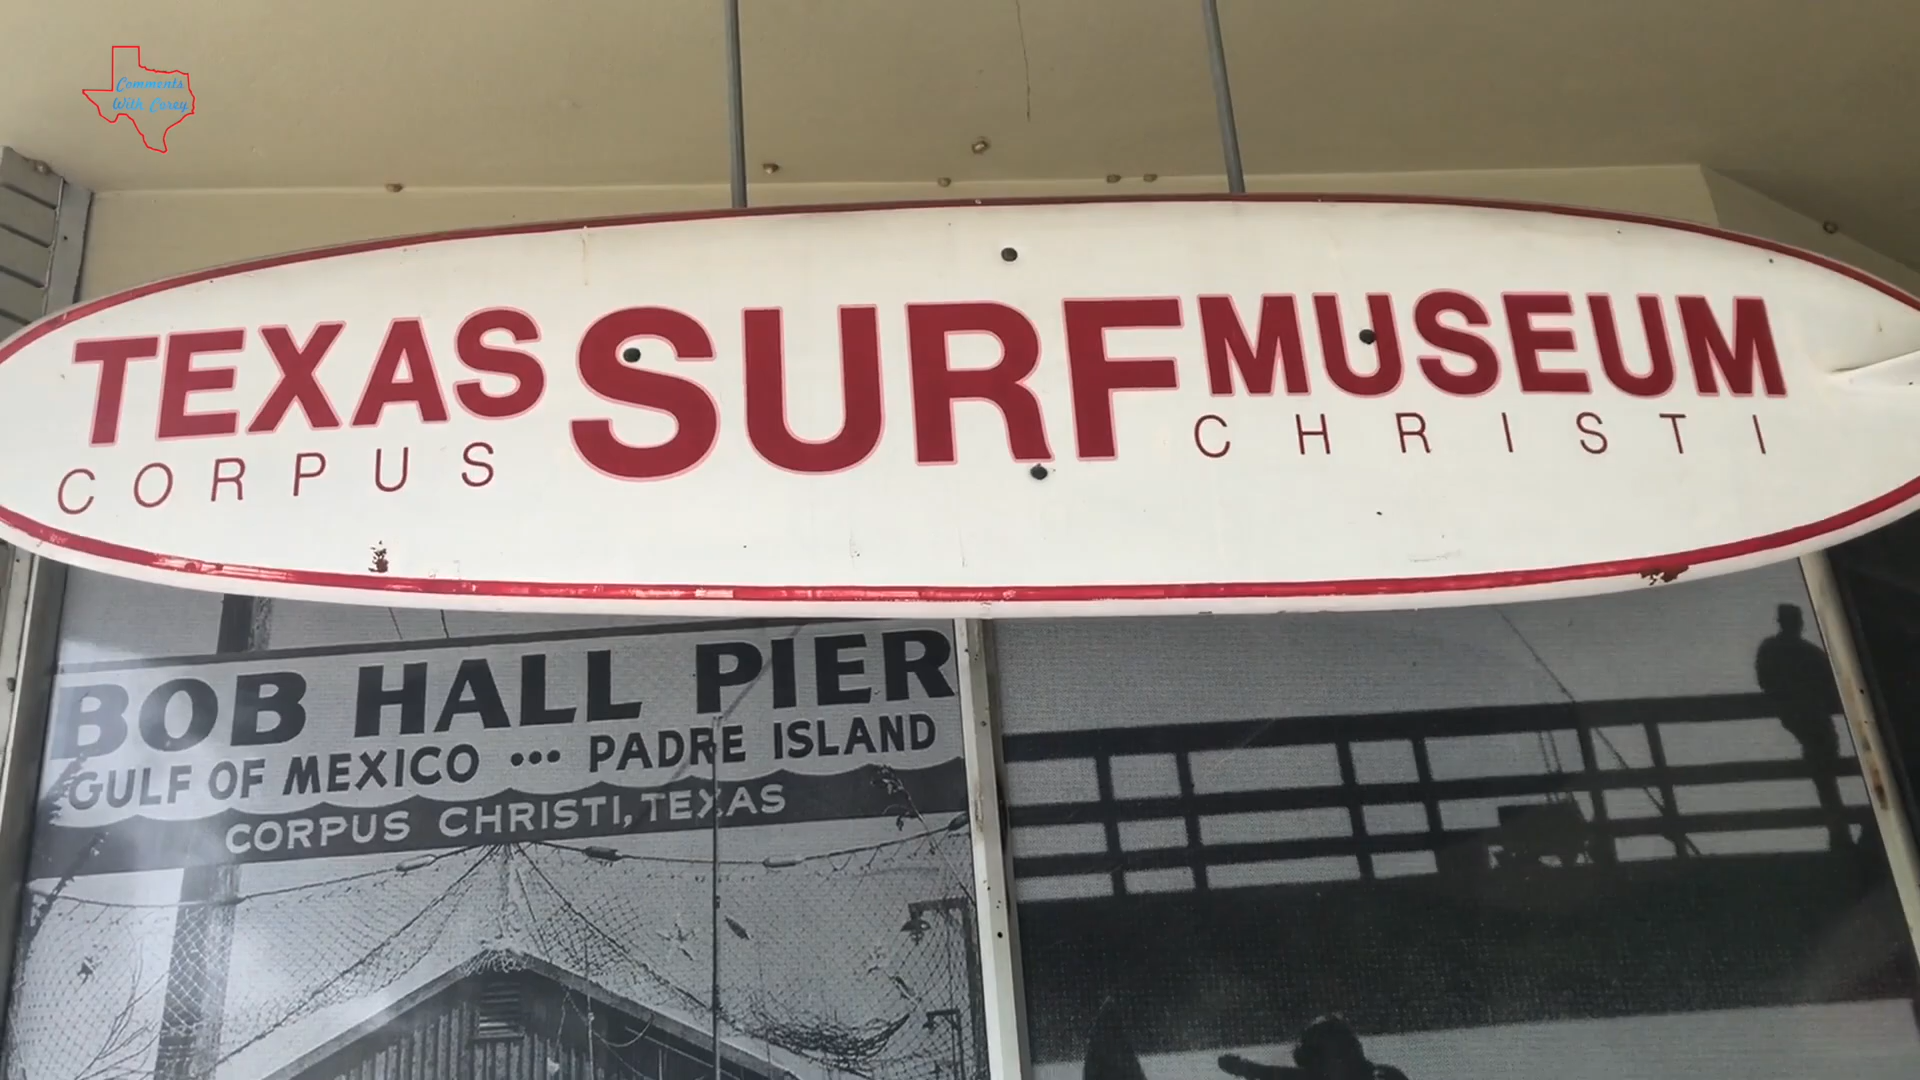 Comments
With Corey
TEXAS SURF MUSEUM
CORPUS CHRISTI
BOB HALL PIER
GULF OF MEXICO ... PADRE ISLAND
CORPUS CHRISTI, TEXAS